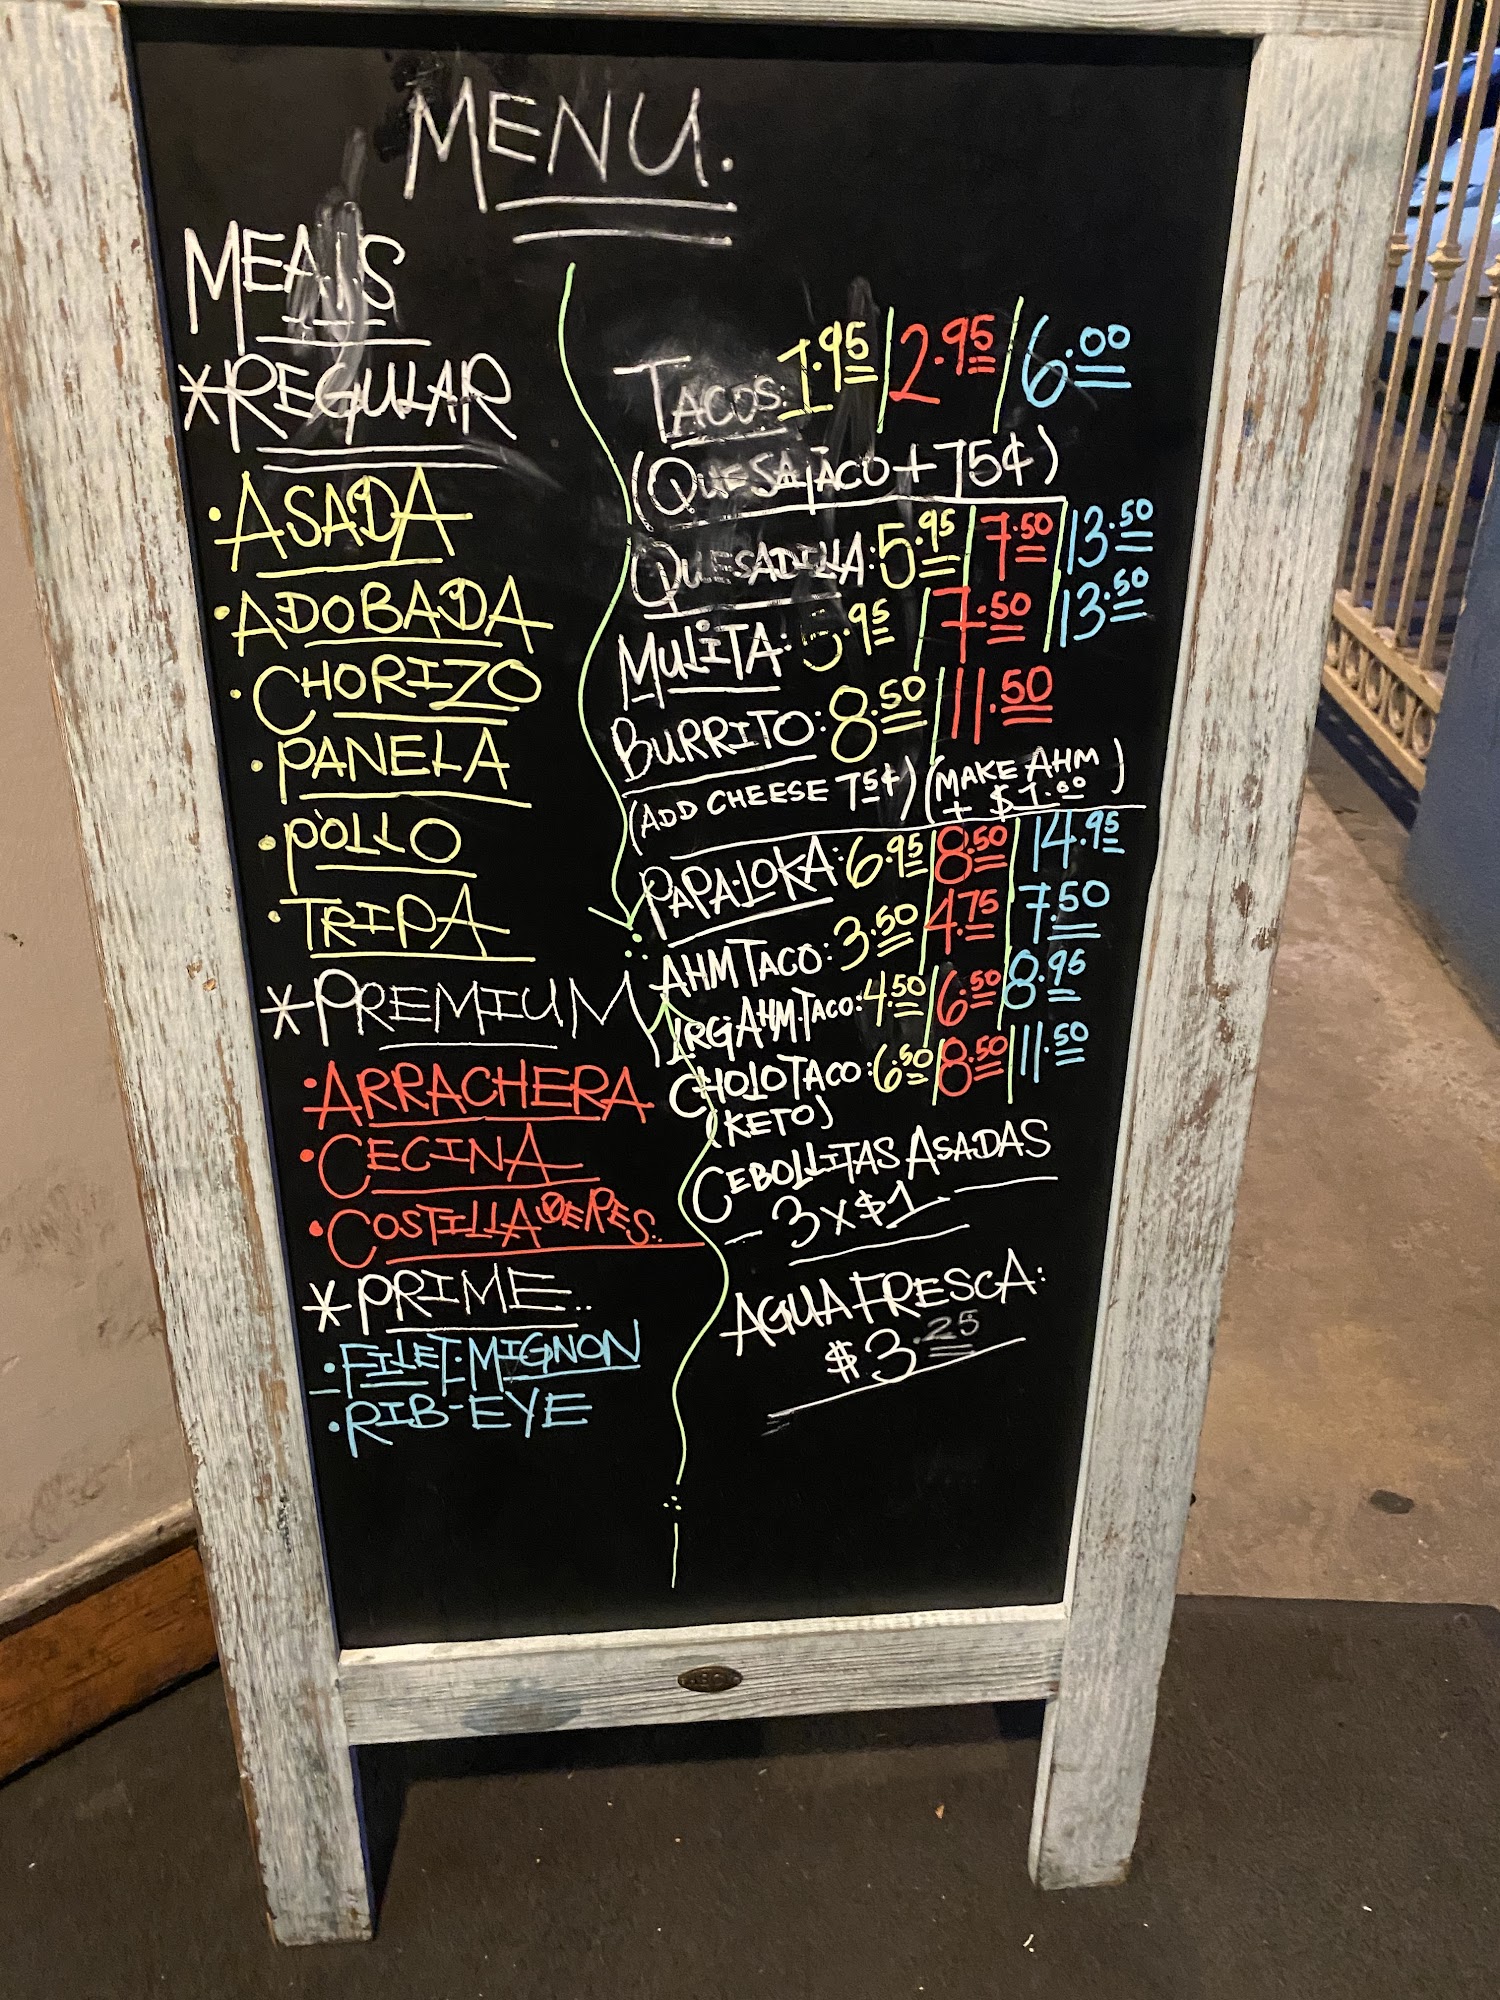 MENU.
MEATS
*REGULAR
•ASADA
•ADOBADA
•CHORIZO
•PANELA
•POLLO
•TRIPA
*PREMIUM
•ARRACHERA
•CECINA
•COSTILLA DE RES..
*PRIME..
•FILET.MIGNON
•RIB-EYE
TACOS: 1.95 | 2.95 | 6.00
(QUESATACO + 75¢)
QUESADILLA: 5.95 | 7.50 | 13.50
MULITA: 5.95 | 7.50 | 13.50
BURRITO: 8.50 | 11.50
(ADD CHEESE 75¢) (MAKE AHM + $1.00)
PAPALOKA: 6.95 | 8.50 | 14.95
AHM TACO: 3.50 | 4.75 | 7.50
LRG AHM.TACO: 4.50 | 6.50 | 8.95
CHOLO TACO: 6.50 | 8.50 | 11.50
(KETO)
CEBOLLITAS ASADAS
- 3 x $1 -
AGUA FRESCA:
$3.25